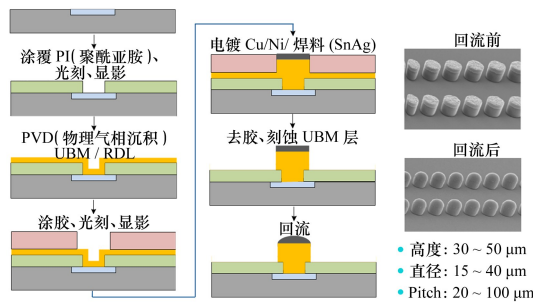 涂覆 PI(聚酰亚胺)、
光刻、显影
PVD(物理气相沉积)
UBM / RDL
涂胶、光刻、显影
电镀 Cu/Ni/ 焊料 (SnAg)
去胶、刻蚀 UBM 层
回流
回流前
回流后
高度: 30 ~ 50 μm
直径: 15 ~ 40 μm
Pitch: 20 ~ 100 μm